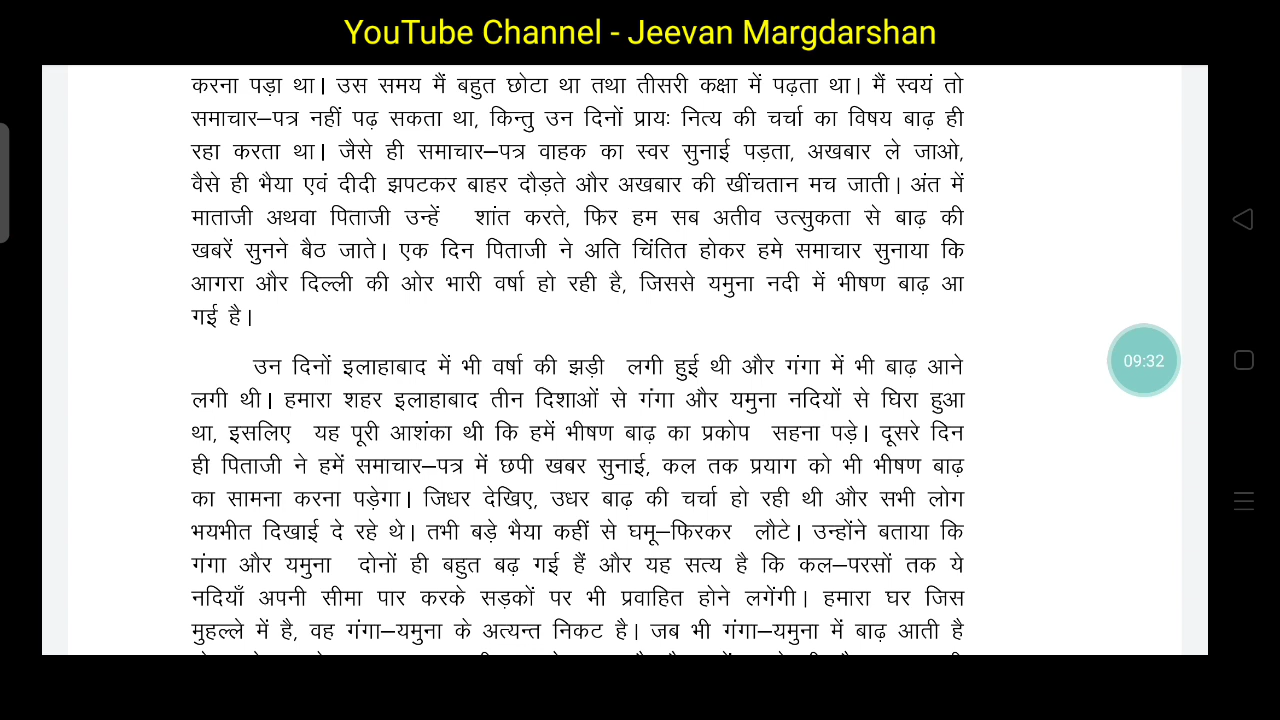 YouTube Channel - Jeevan Margdarshan
करना पड़ा था। उस समय मैं बहुत छोटा था तथा तीसरी कक्षा में पढ़ता था। मैं स्वयं तो
समाचार–पत्र नहीं पढ़ सकता था, किन्तु उन दिनों प्रायः नित्य की चर्चा का विषय बाढ़ ही
रहा करता था। जैसे ही समाचार–पत्र वाहक का स्वर सुनाई पड़ता, अखबार ले जाओ,
वैसे ही भैया एवं दीदी झपटकर बाहर दौड़ते और अखबार की खींचतान मच जाती। अंत में
माताजी अथवा पिताजी उन्हें शांत करते, फिर हम सब अतीव उत्सुकता से बाढ़ की
खबरें सुनने बैठ जाते। एक दिन पिताजी ने अति चिंतित होकर हमे समाचार सुनाया कि
आगरा और दिल्ली की ओर भारी वर्षा हो रही है, जिससे यमुना नदी में भीषण बाढ़ आ
गई है।
उन दिनों इलाहाबाद में भी वर्षा की झड़ी लगी हुई थी और गंगा में भी बाढ़ आने
लगी थी। हमारा शहर इलाहाबाद तीन दिशाओं से गंगा और यमुना नदियों से घिरा हुआ
था, इसलिए यह पूरी आशंका थी कि हमें भीषण बाढ़ का प्रकोप सहना पड़े। दूसरे दिन
ही पिताजी ने हमें समाचार–पत्र में छपी खबर सुनाई, कल तक प्रयाग को भी भीषण बाढ़
का सामना करना पड़ेगा। जिधर देखिए, उधर बाढ़ की चर्चा हो रही थी और सभी लोग
भयभीत दिखाई दे रहे थे। तभी बड़े भैया कहीं से घमू–फिरकर लौटे। उन्होंने बताया कि
गंगा और यमुना दोनों ही बहुत बढ़ गई हैं और यह सत्य है कि कल–परसों तक ये
नदियाँ अपनी सीमा पार करके सड़कों पर भी प्रवाहित होने लगेंगी। हमारा घर जिस
मुहल्ले में है, वह गंगा–यमुना के अत्यन्त निकट है। जब भी गंगा–यमुना में बाढ़ आती है
09:32